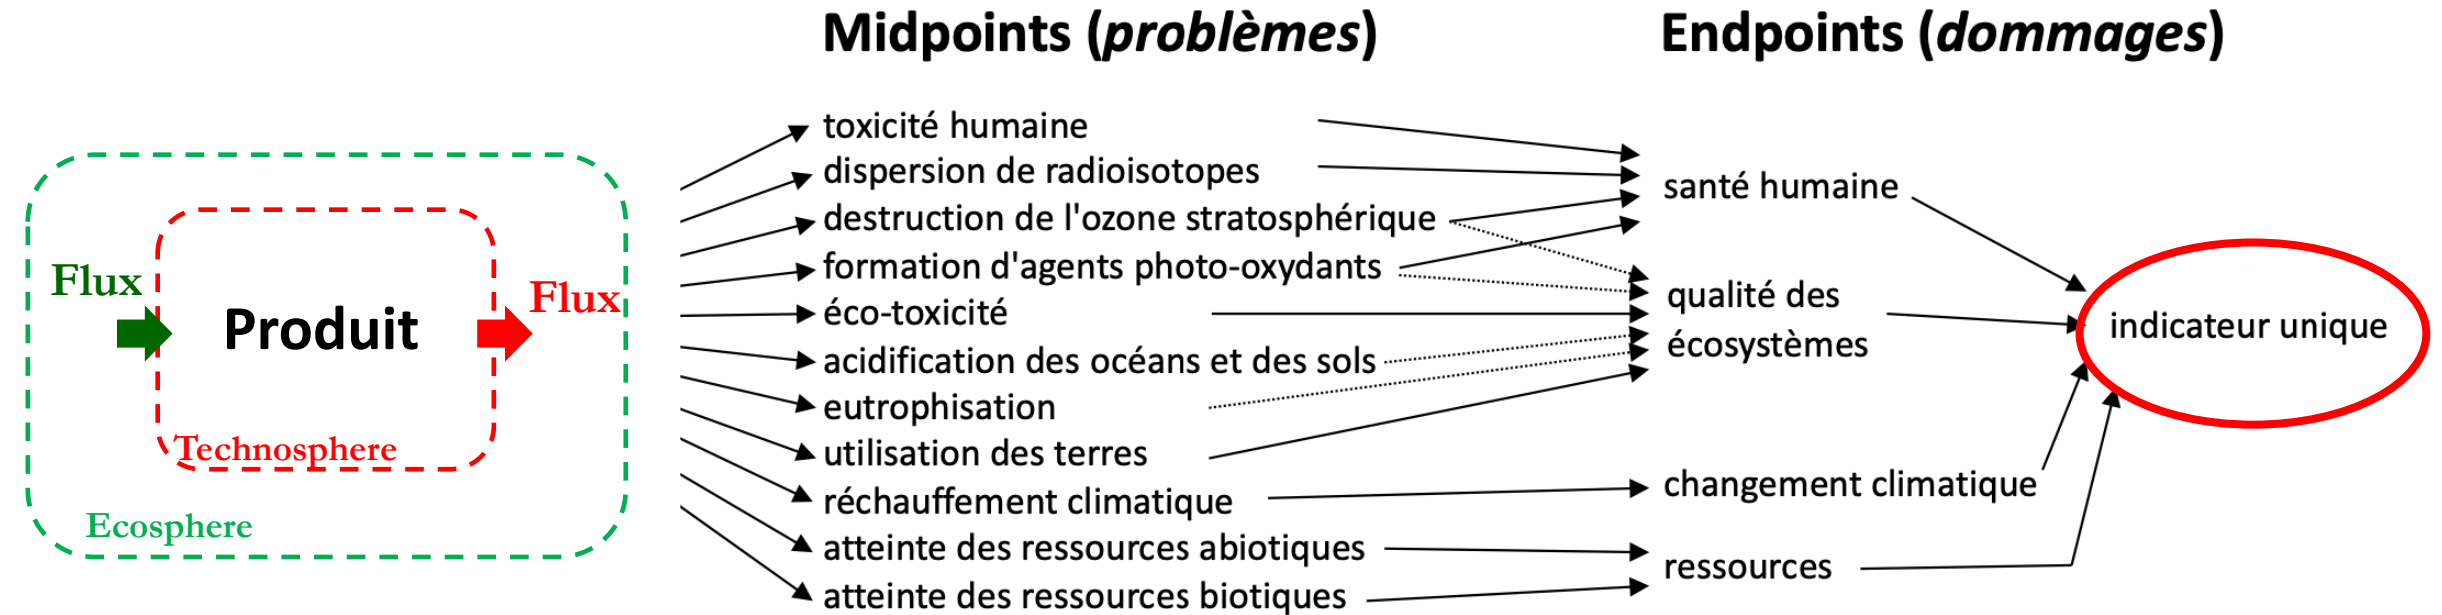 Midpoints (problèmes)
Endpoints (dommages)
Flux
Produit
Flux
Technosphere
Ecosphere
toxicité humaine
dispersion de radioisotopes
destruction de l'ozone stratosphérique
formation d'agents photo-oxydants
éco-toxicité
acidification des océans et des sols
eutrophisation
utilisation des terres
réchauffement climatique
atteinte des ressources abiotiques
atteinte des ressources biotiques
santé humaine
qualité des
écosystèmes
changement climatique
ressources
indicateur unique